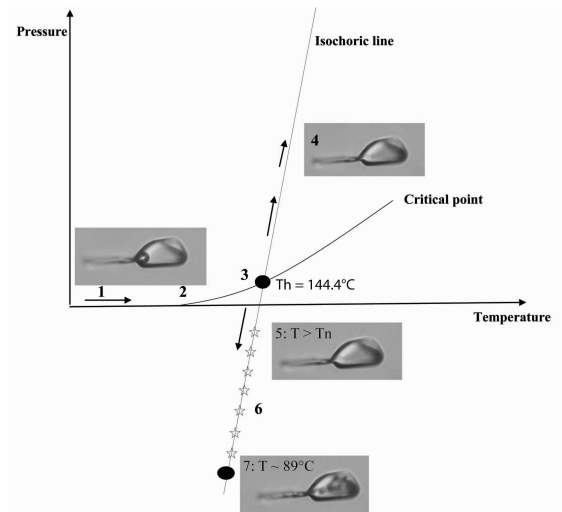 Pressure
Isochoric line
4
Critical point
3
Th = 144.4°C
1
2
Temperature
5: T > Tn
6
7: T ~ 89°C